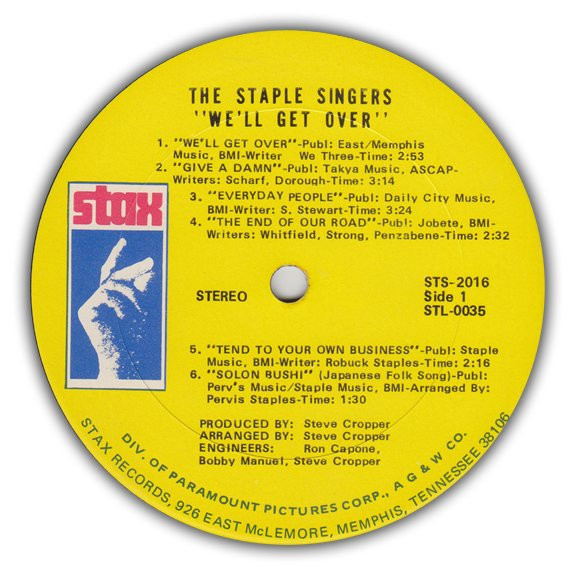 THE STAPLE SINGERS
"WE'LL GET OVER"
1. "WE'LL GET OVER"-Publ: East/Memphis
Music, BMI-Writer We Three-Time: 2:53
2. "GIVE A DAMN"-Publ: Takya Music, ASCAP-
Writers: Scharf, Dorough-Time: 3:14
3. "EVERYDAY PEOPLE"-Publ: Daily City Music,
BMI-Writer: S. Stewart-Time: 3:24
4. "THE END OF OUR ROAD"-Publ: Jobete, BMI-
Writers: Whitfield, Strong, Penzabene-Time: 2:32
stax
STEREO
STS-2016
Side 1
STL-0035
5. "TEND TO YOUR OWN BUSINESS"-Publ: Staple
Music, BMI-Writer: Robuck Staples-Time: 2:16
6. "SOLON BUSHI" (Japanese Folk Song)-Publ:
Perv's Music/Staple Music, BMI-Arranged By:
Pervis Staples-Time: 1:30
PRODUCED BY: Steve Cropper
ARRANGED BY: Steve Cropper
ENGINEERS: Ron Capone,
Bobby Manuel, Steve Cropper
DIV. OF PARAMOUNT PICTURES CORP., A G & W CO.
STAX RECORDS, 926 EAST McLEMORE, MEMPHIS, TENNESSEE 38106